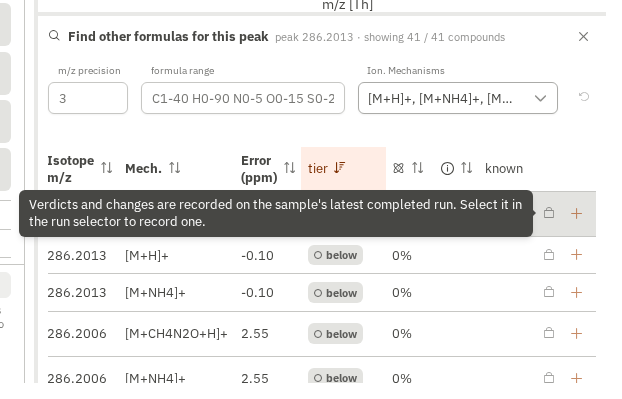 m/z [Th]
Find other formulas for this peak peak 286.2013 · showing 41 / 41 compounds
m/z precision formula range Ion. Mechanisms
3 C1-40 H0-90 N0-5 O0-15 S0-2 [M+H]+, [M+NH4]+, [M...
Isotope m/z Mech. Error (ppm) tier known
Verdicts and changes are recorded on the sample's latest completed run. Select it in
the run selector to record one.
286.2013 [M+H]+ -0.10 below 0%
286.2013 [M+NH4]+ -0.10 below 0%
286.2006 [M+CH4N2O+H]+ 2.55 below 0%
286.2006 [M+NH4]+ 2.55 below 0%